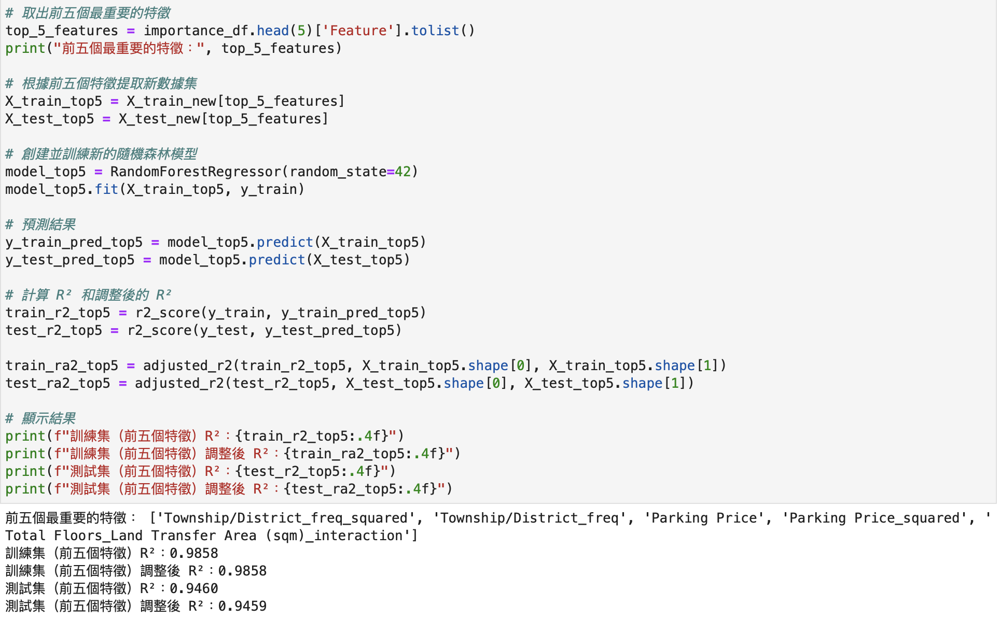 # 取出前五個最重要的特徵
top_5_features = importance_df.head(5)['Feature'].tolist()
print("前五個最重要的特徵：", top_5_features)
# 根據前五個特徵提取新數據集
X_train_top5 = X_train_new[top_5_features]
X_test_top5 = X_test_new[top_5_features]
# 創建並訓練新的隨機森林模型
model_top5 = RandomForestRegressor(random_state=42)
model_top5.fit(X_train_top5, y_train)
# 預測結果
y_train_pred_top5 = model_top5.predict(X_train_top5)
y_test_pred_top5 = model_top5.predict(X_test_top5)
# 計算 R² 和調整後的 R²
train_r2_top5 = r2_score(y_train, y_train_pred_top5)
test_r2_top5 = r2_score(y_test, y_test_pred_top5)
train_ra2_top5 = adjusted_r2(train_r2_top5, X_train_top5.shape[0], X_train_top5.shape[1])
test_ra2_top5 = adjusted_r2(test_r2_top5, X_test_top5.shape[0], X_test_top5.shape[1])
# 顯示結果
print(f"訓練集（前五個特徵）R²：{train_r2_top5:.4f}")
print(f"訓練集（前五個特徵）調整後 R²：{train_ra2_top5:.4f}")
print(f"測試集（前五個特徵）R²：{test_r2_top5:.4f}")
print(f"測試集（前五個特徵）調整後 R²：{test_ra2_top5:.4f}")
前五個最重要的特徵： ['Township/District_freq_squared', 'Township/District_freq', 'Parking Price', 'Parking Price_squared', '
Total Floors_Land Transfer Area (sqm)_interaction']
訓練集（前五個特徵）R²：0.9858
訓練集（前五個特徵）調整後 R²：0.9858
測試集（前五個特徵）R²：0.9460
測試集（前五個特徵）調整後 R²：0.9459